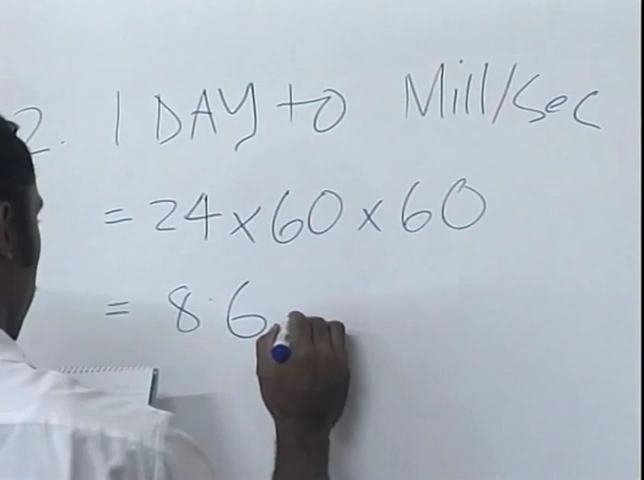 2. 1 DAY to Mill/Sec
= 24 x 60 x 60
= 8.6